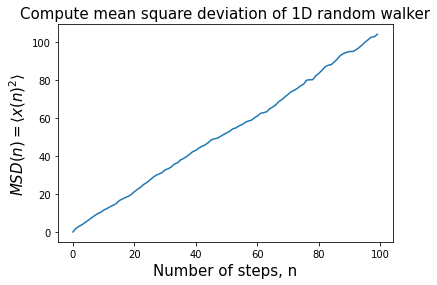 Compute mean square deviation of 1D random walker
MSD(n) = ⟨x(n)²⟩
100
80
60
40
20
0
0 20 40 60 80 100
Number of steps, n